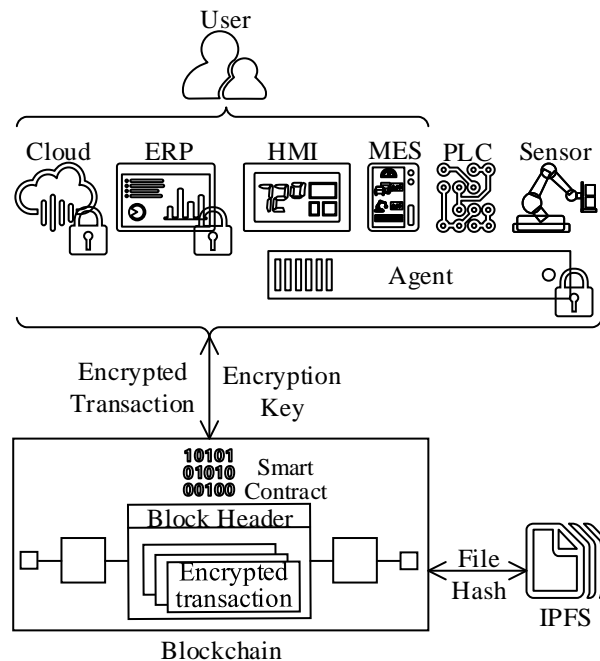 User
Cloud ERP HMI MES PLC Sensor
72°
Agent
Encrypted
Transaction
Encryption
Key
10101
01010
00100
Smart
Contract
Block Header
Encrypted
transaction
Blockchain
File
Hash
IPFS